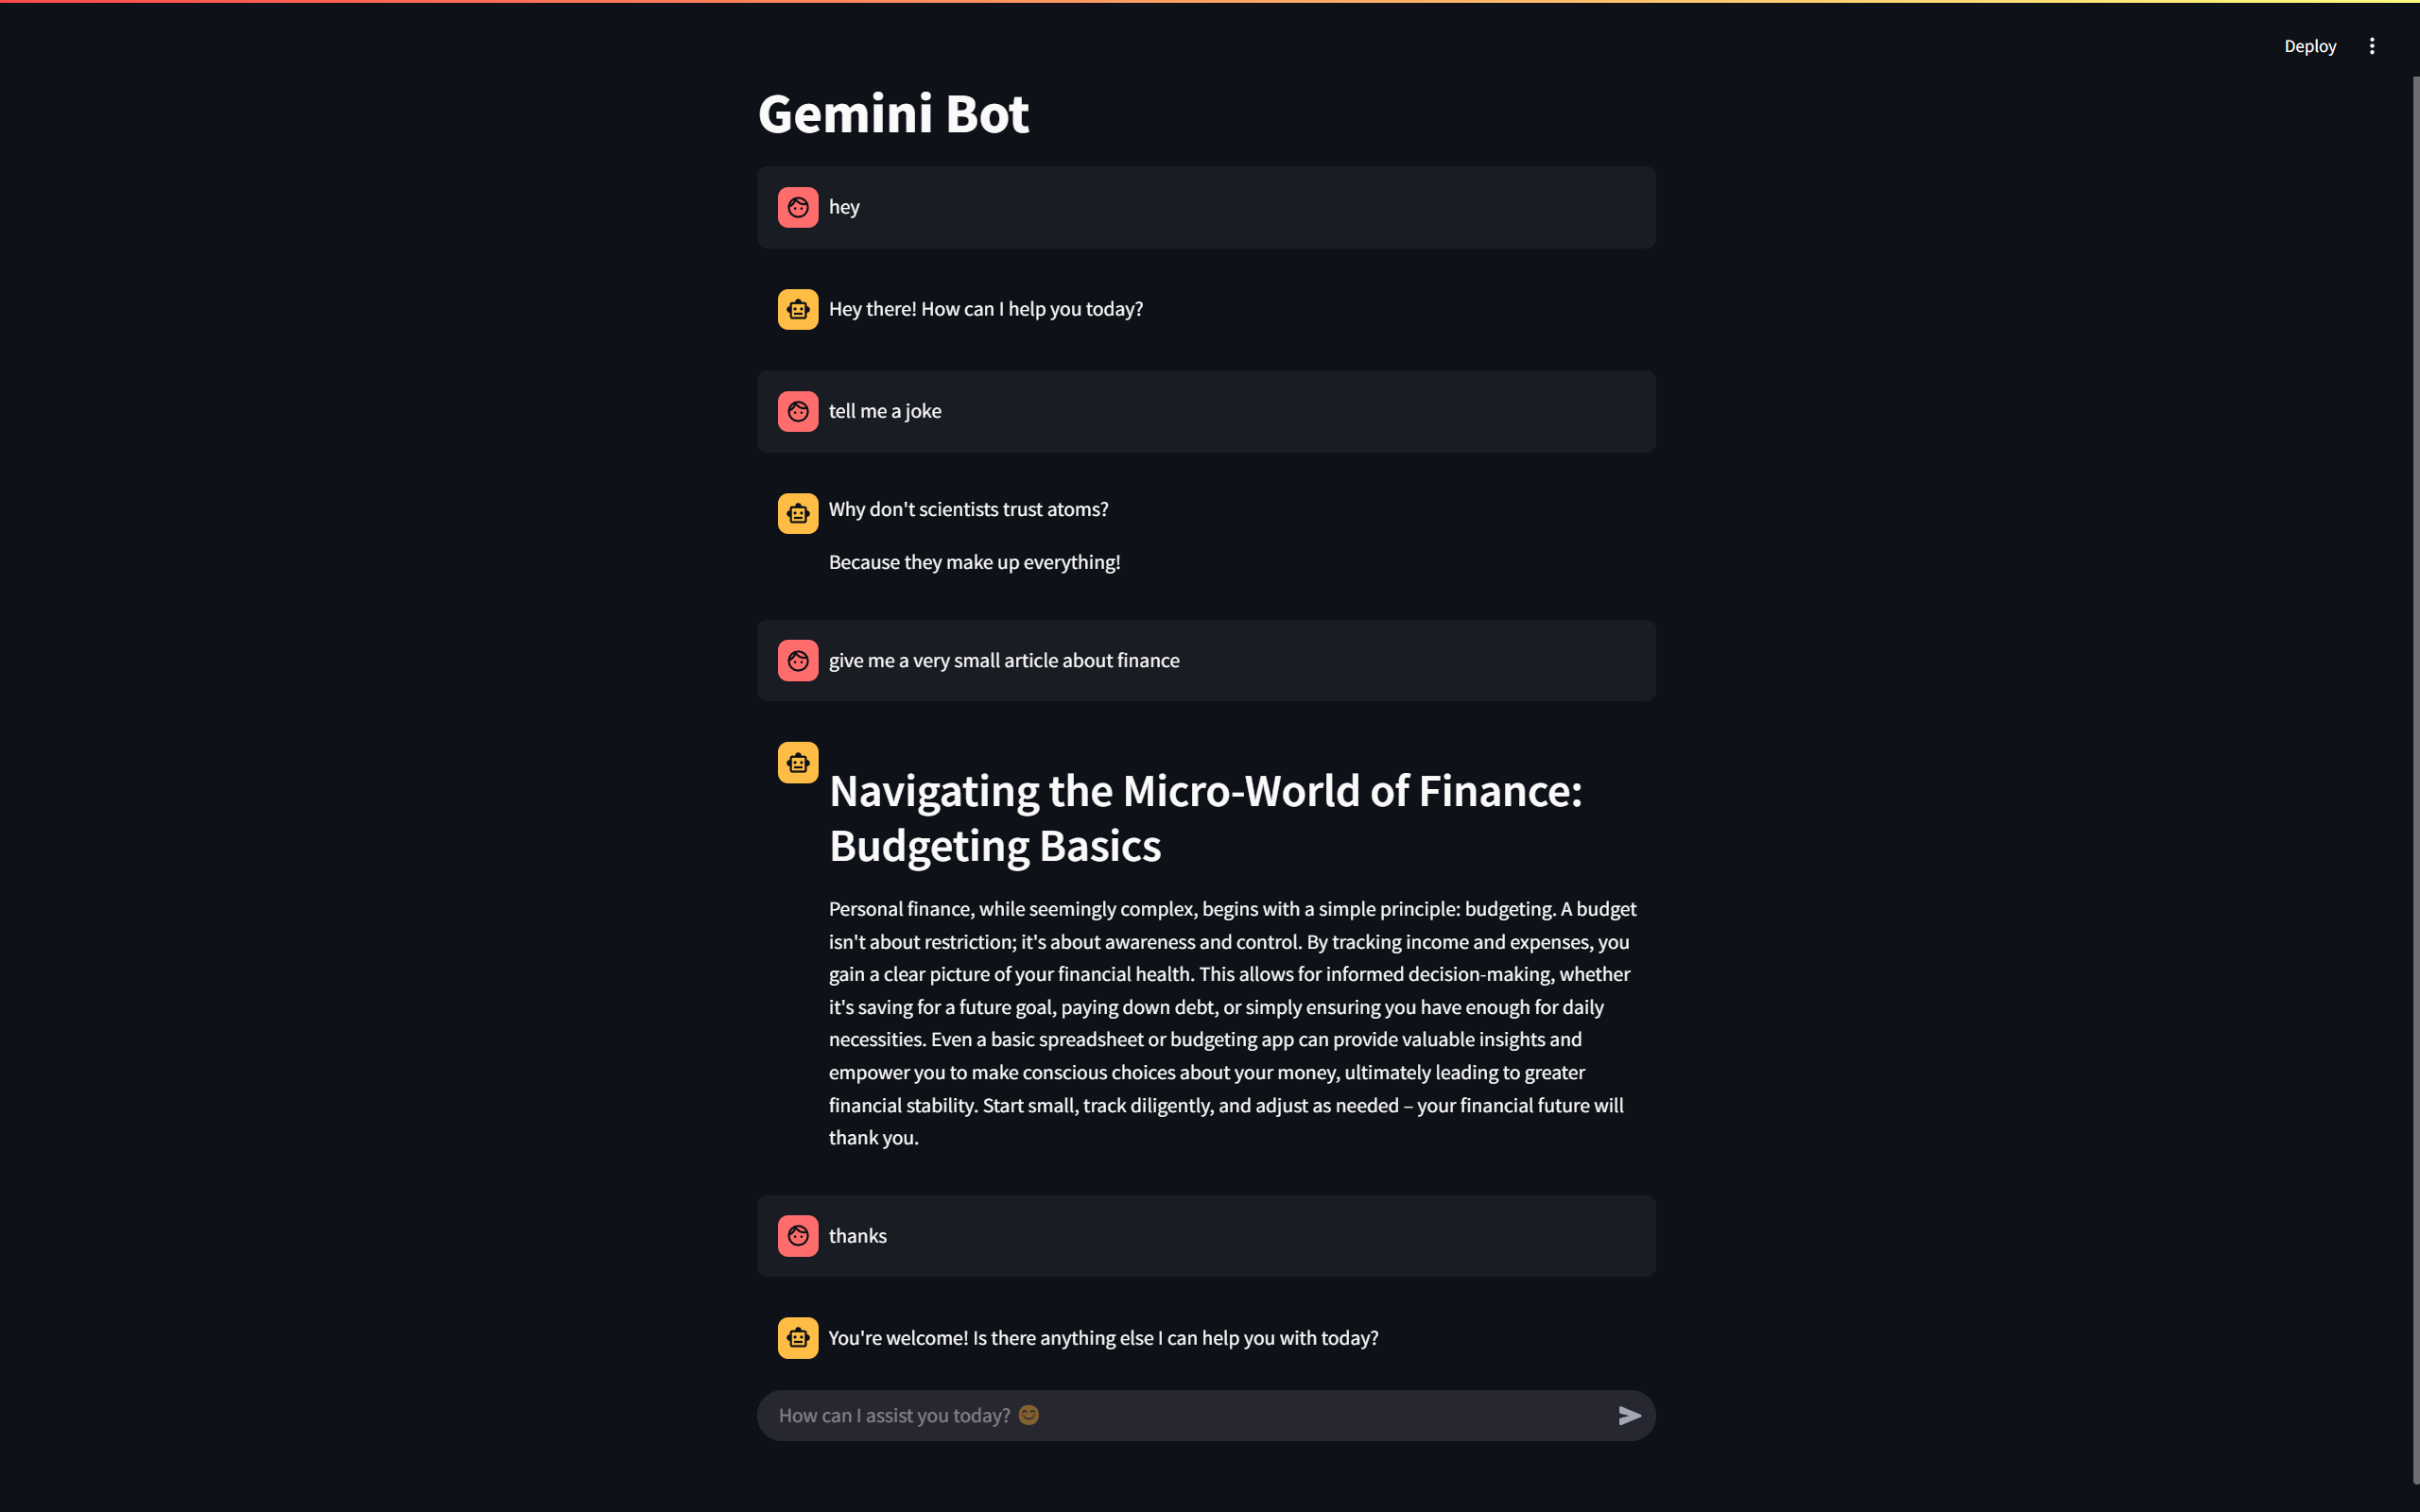 Deploy
Gemini Bot
hey
Hey there! How can I help you today?
tell me a joke
Why don't scientists trust atoms?
Because they make up everything!
give me a very small article about finance
Navigating the Micro-World of Finance:
Budgeting Basics
Personal finance, while seemingly complex, begins with a simple principle: budgeting. A budget
isn't about restriction; it's about awareness and control. By tracking income and expenses, you
gain a clear picture of your financial health. This allows for informed decision-making, whether
it's saving for a future goal, paying down debt, or simply ensuring you have enough for daily
necessities. Even a basic spreadsheet or budgeting app can provide valuable insights and
empower you to make conscious choices about your money, ultimately leading to greater
financial stability. Start small, track diligently, and adjust as needed – your financial future will
thank you.
thanks
You're welcome! Is there anything else I can help you with today?
How can I assist you today? 😊